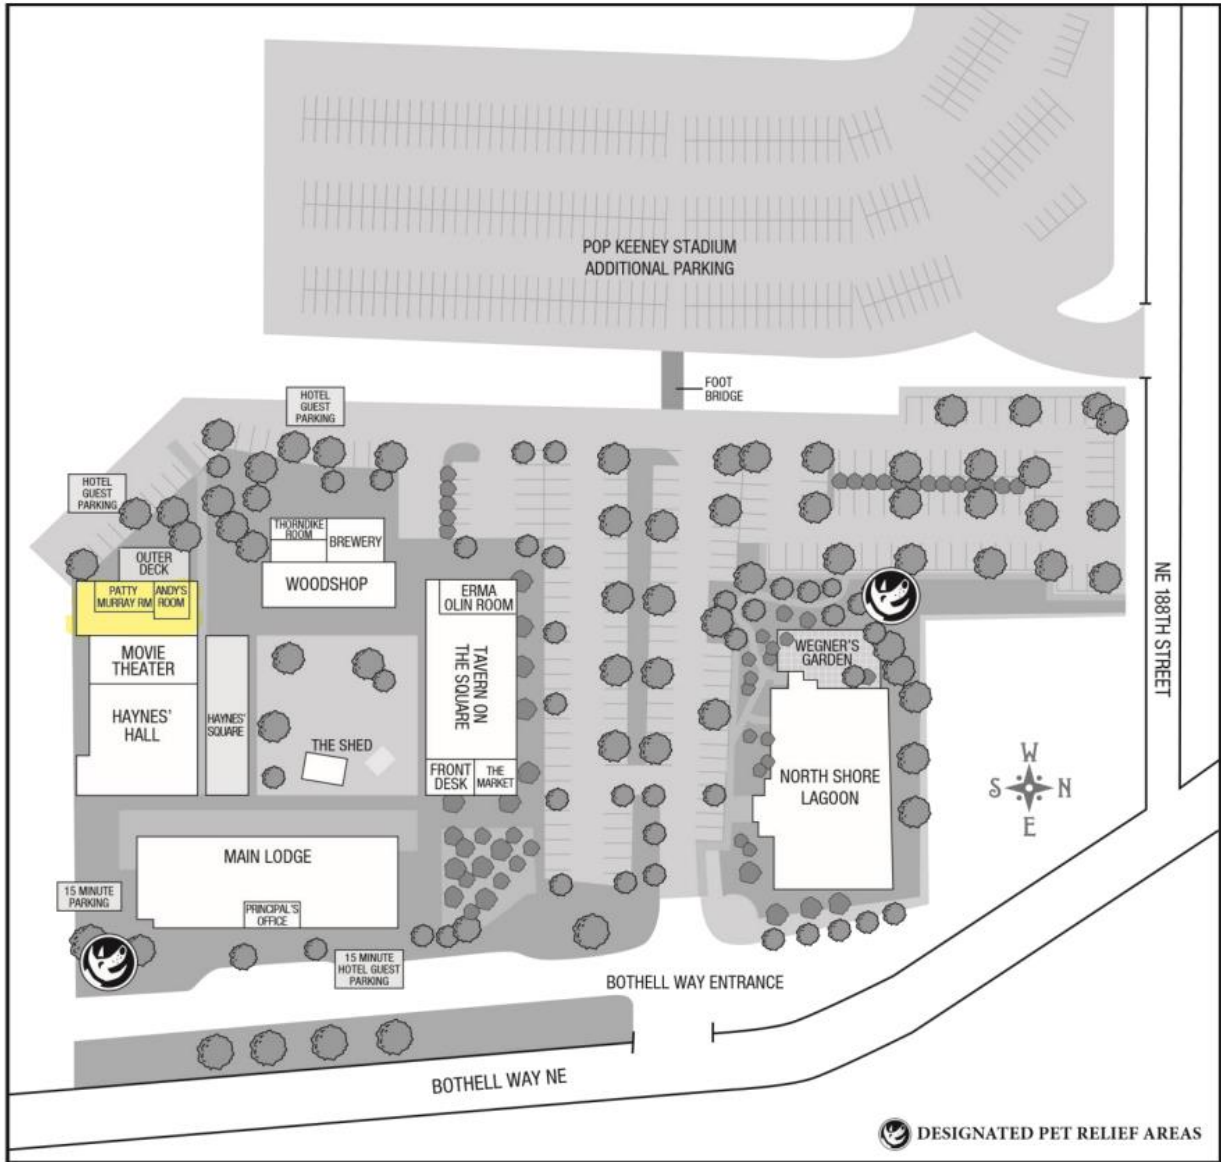 POP KEENEY STADIUM
ADDITIONAL PARKING
FOOT
BRIDGE
HOTEL
GUEST
PARKING
HOTEL
GUEST
PARKING
THORNDIKE
ROOM
BREWERY
WOODSHOP
OUTER
DECK
PATTY
MURRAY RM
ANDY'S
ROOM
MOVIE
THEATER
HAYNES'
HALL
HAYNES'
SQUARE
THE SHED
ERMA
OLIN ROOM
TAVERN ON
THE SQUARE
FRONT
DESK
THE
MARKET
WEGNER'S
GARDEN
NORTH SHORE
LAGOON
NE 188TH STREET
W
S
N
E
MAIN LODGE
PRINCIPAL'S
OFFICE
15 MINUTE
PARKING
15 MINUTE
HOTEL GUEST
PARKING
BOTHELL WAY ENTRANCE
BOTHELL WAY NE
DESIGNATED PET RELIEF AREAS